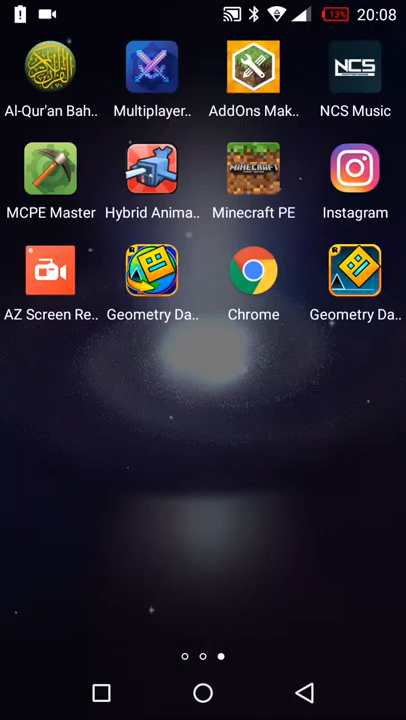 13% 20:08
Al-Qur'an Bah.. Multiplayer.. AddOns Mak.. NCS Music
MCPE Master Hybrid Anima.. Minecraft PE Instagram
AZ Screen Re.. Geometry Da.. Chrome Geometry Da..
NCS
MINECRAFT